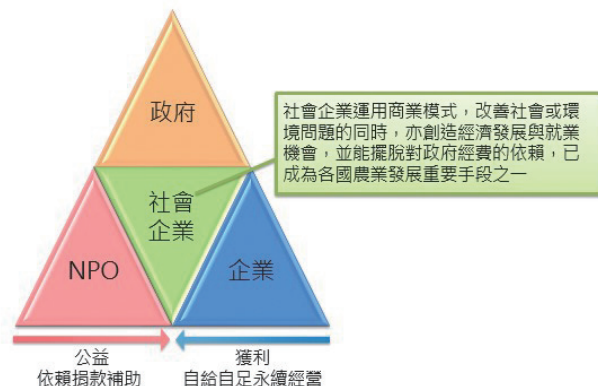 政府
社會企業運用商業模式，改善社會或環
境問題的同時，亦創造經濟發展與就業
機會，並能擺脫對政府經費的依賴，已
成為各國農業發展重要手段之一
社會
企業
NPO
企業
公益
依賴捐款補助
獲利
自給自足永續經營